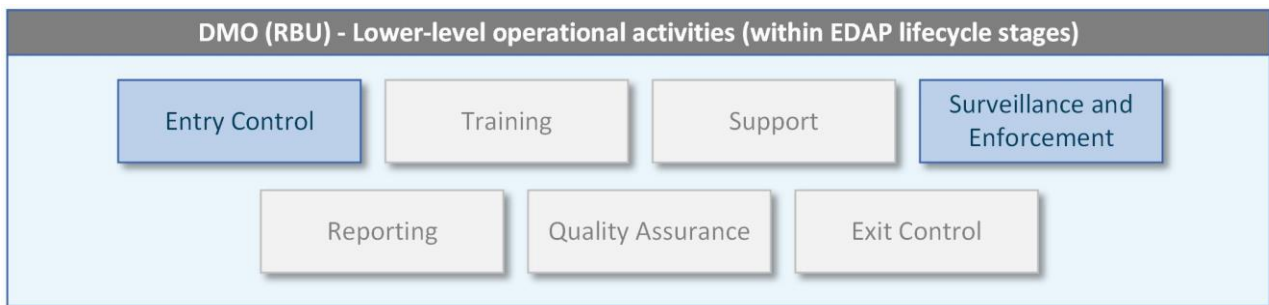 DMO (RBU) - Lower-level operational activities (within EDAP lifecycle stages)
Entry Control
Training
Support
Surveillance and
Enforcement
Reporting
Quality Assurance
Exit Control